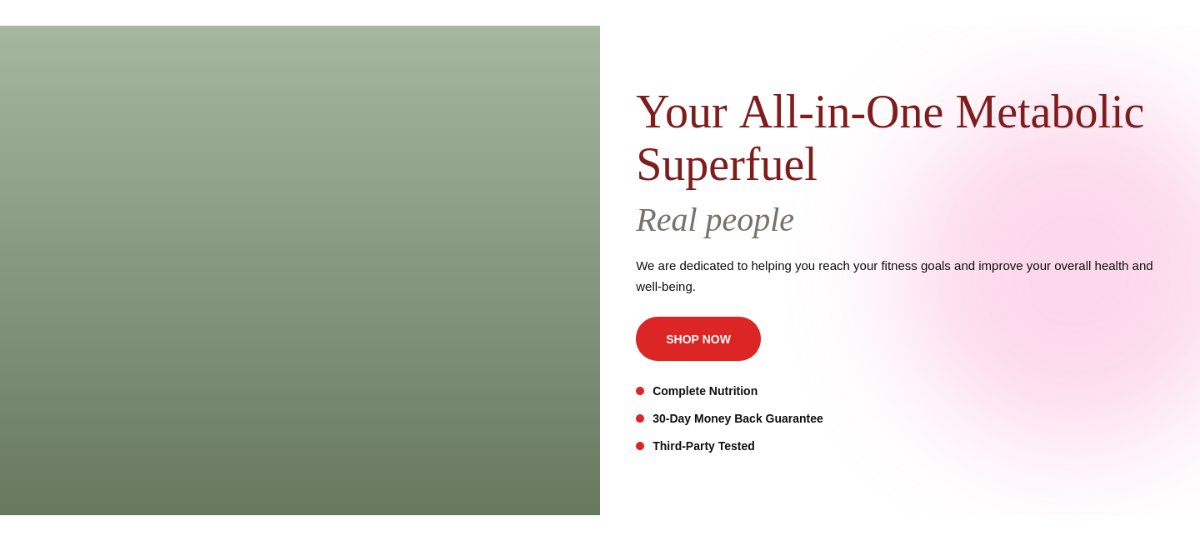 Your All-in-One Metabolic
Superfuel
Real people
We are dedicated to helping you reach your fitness goals and improve your overall health and
well-being.
SHOP NOW
Complete Nutrition
30-Day Money Back Guarantee
Third-Party Tested